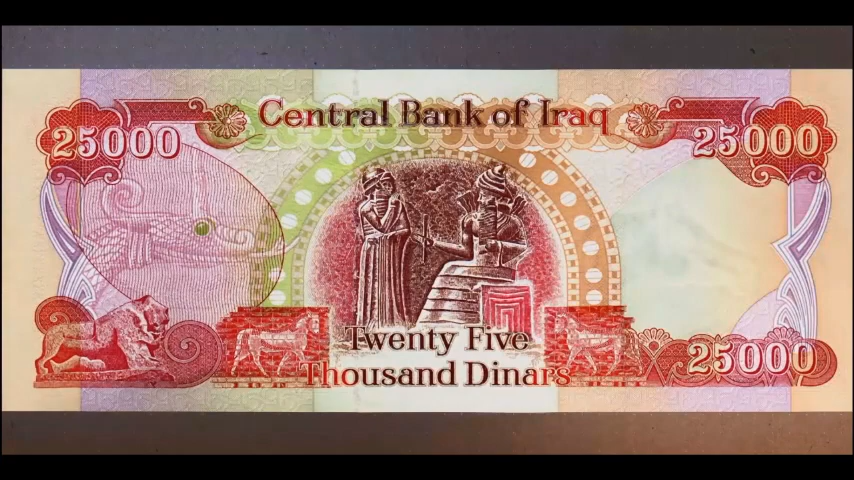 Central Bank of Iraq
25000
25000
Twenty Five
Thousand Dinars
25000